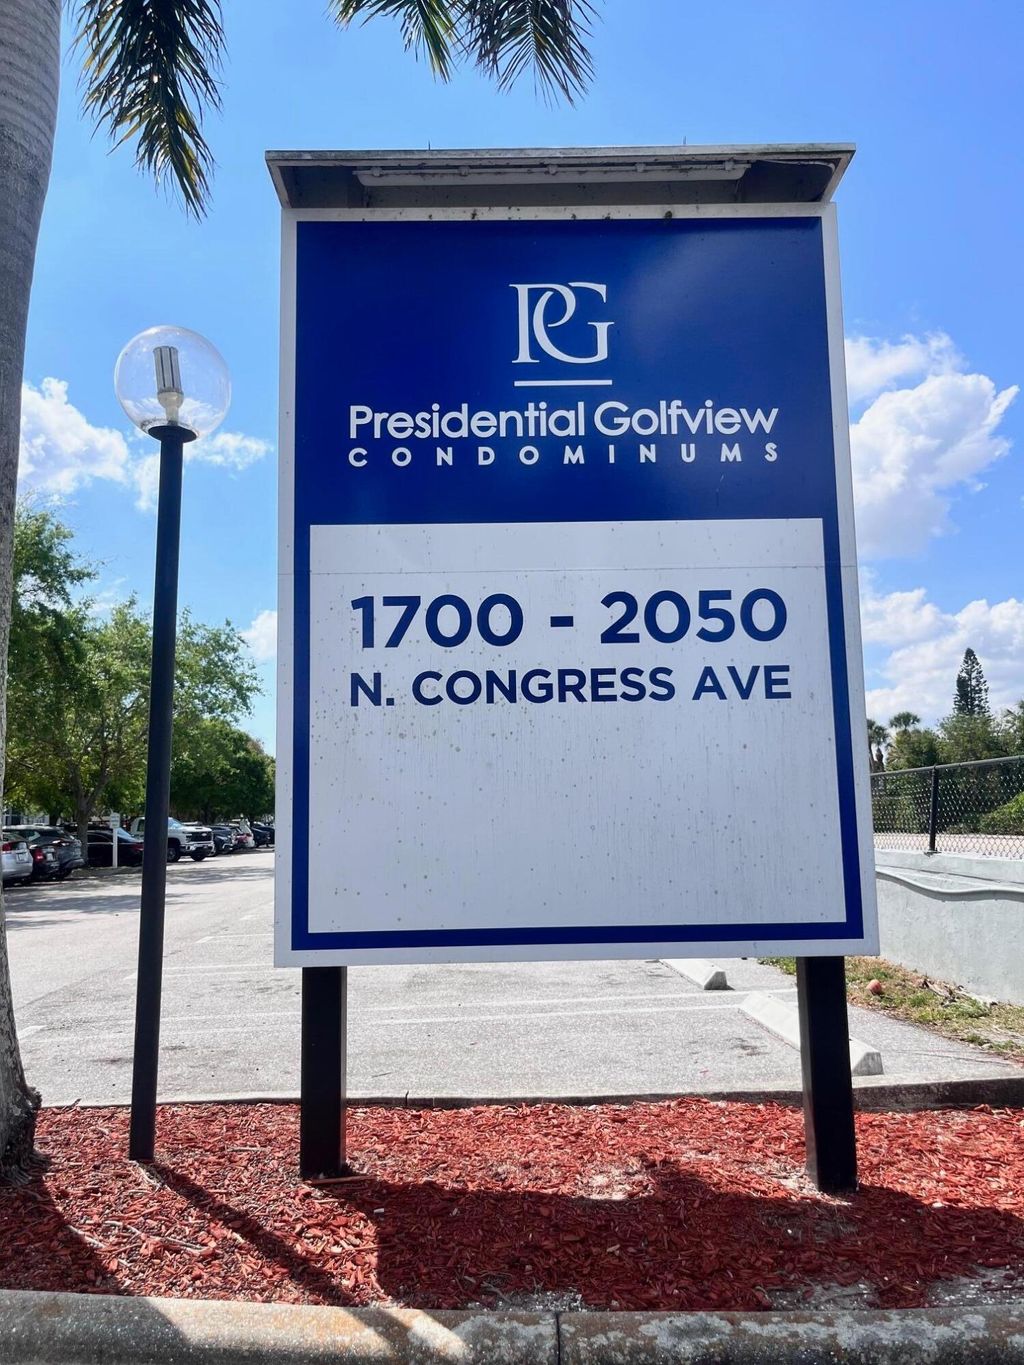 PG
Presidential Golfview
CONDOMINUMS
1700 - 2050
N. CONGRESS AVE